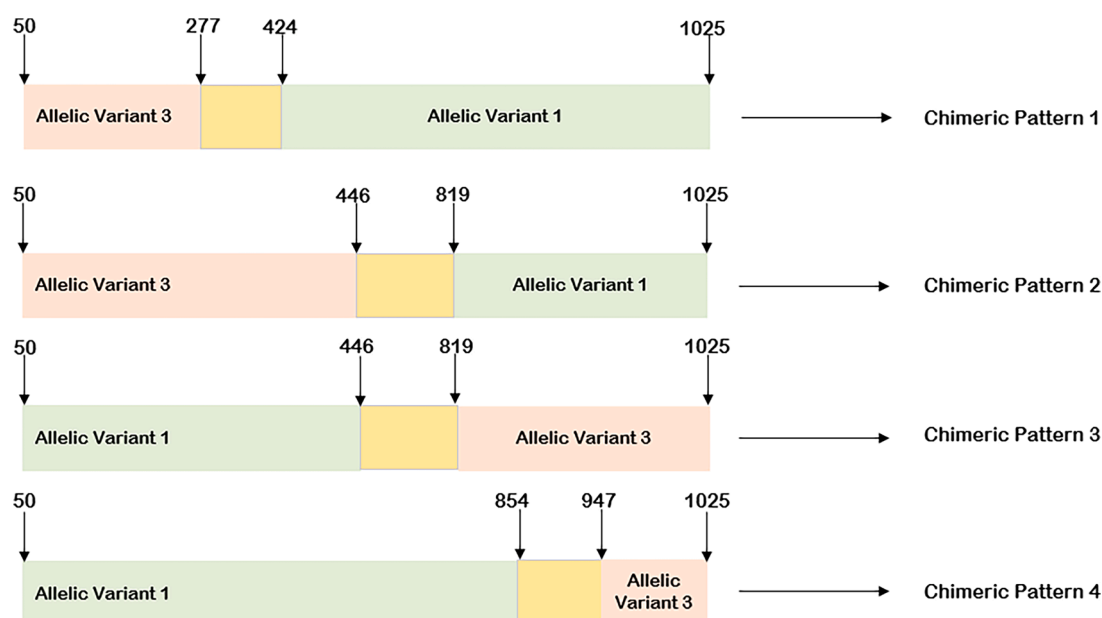 50 277 424 1025
Allelic Variant 3 Allelic Variant 1 Chimeric Pattern 1
50 446 819 1025
Allelic Variant 3 Allelic Variant 1 Chimeric Pattern 2
50 446 819 1025
Allelic Variant 1 Allelic Variant 3 Chimeric Pattern 3
50 854 947 1025
Allelic Variant 1 Allelic Variant 3 Chimeric Pattern 4